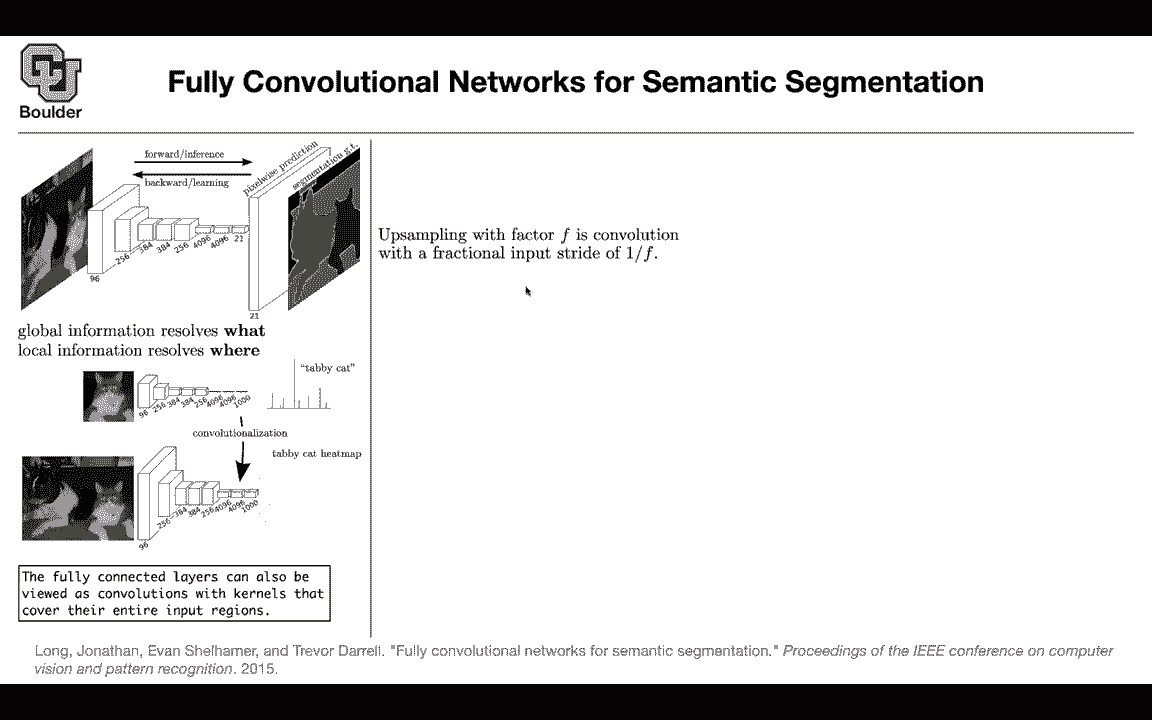 Boulder
Fully Convolutional Networks for Semantic Segmentation
forward/inference
backward/learning
pixelwise prediction
segmentation g.t.
96
256
384
384
256
4096
4096
21
21
global information resolves what
local information resolves where
"tabby cat"
96
256
384
384
256
4096
4096
1000
convolutionalization
tabby cat heatmap
96
256
384
384
256
4096
4096
1000
The fully connected layers can also be
viewed as convolutions with kernels that
cover their entire input regions.
Upsampling with factor f is convolution
with a fractional input stride of 1/f.
Long, Jonathan, Evan Shelhamer, and Trevor Darrell. "Fully convolutional networks for semantic segmentation." Proceedings of the IEEE conference on computer
vision and pattern recognition. 2015.